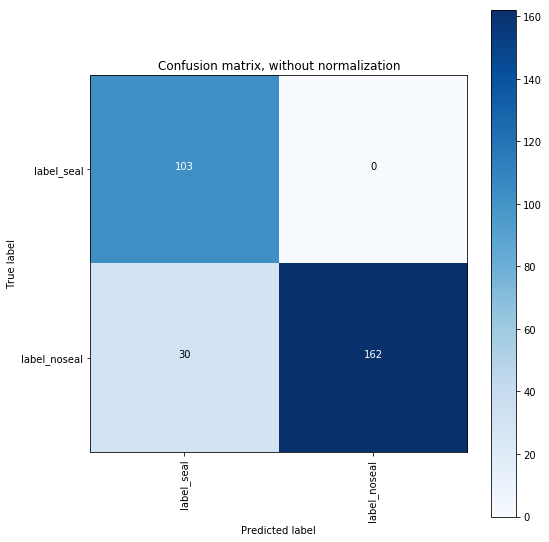 Confusion matrix, without normalization
True label
label_seal
label_noseal
103
0
30
162
label_seal
label_noseal
Predicted label
160
140
120
100
80
60
40
20
0